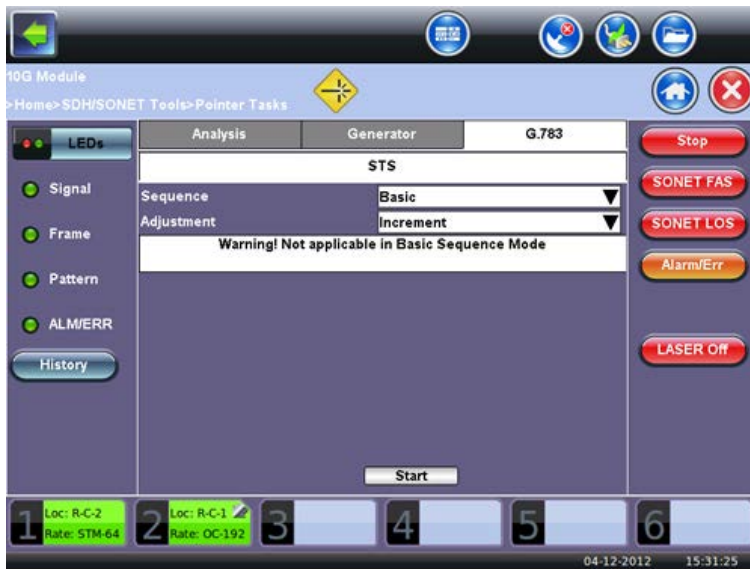 10G Module
>Home>SDH/SONET Tools>Pointer Tasks
LEDs
Signal
Frame
Pattern
ALM/ERR
History
Analysis
Generator
G.783
STS
Sequence
Basic
Adjustment
Increment
Warning! Not applicable in Basic Sequence Mode
Start
Stop
SONET FAS
SONET LOS
Alarm/Err
LASER Off
1
Loc: R-C-2
Rate: STM-64
2
Loc: R-C-1
Rate: OC-192
3
4
5
6
04-12-2012 15:31:25